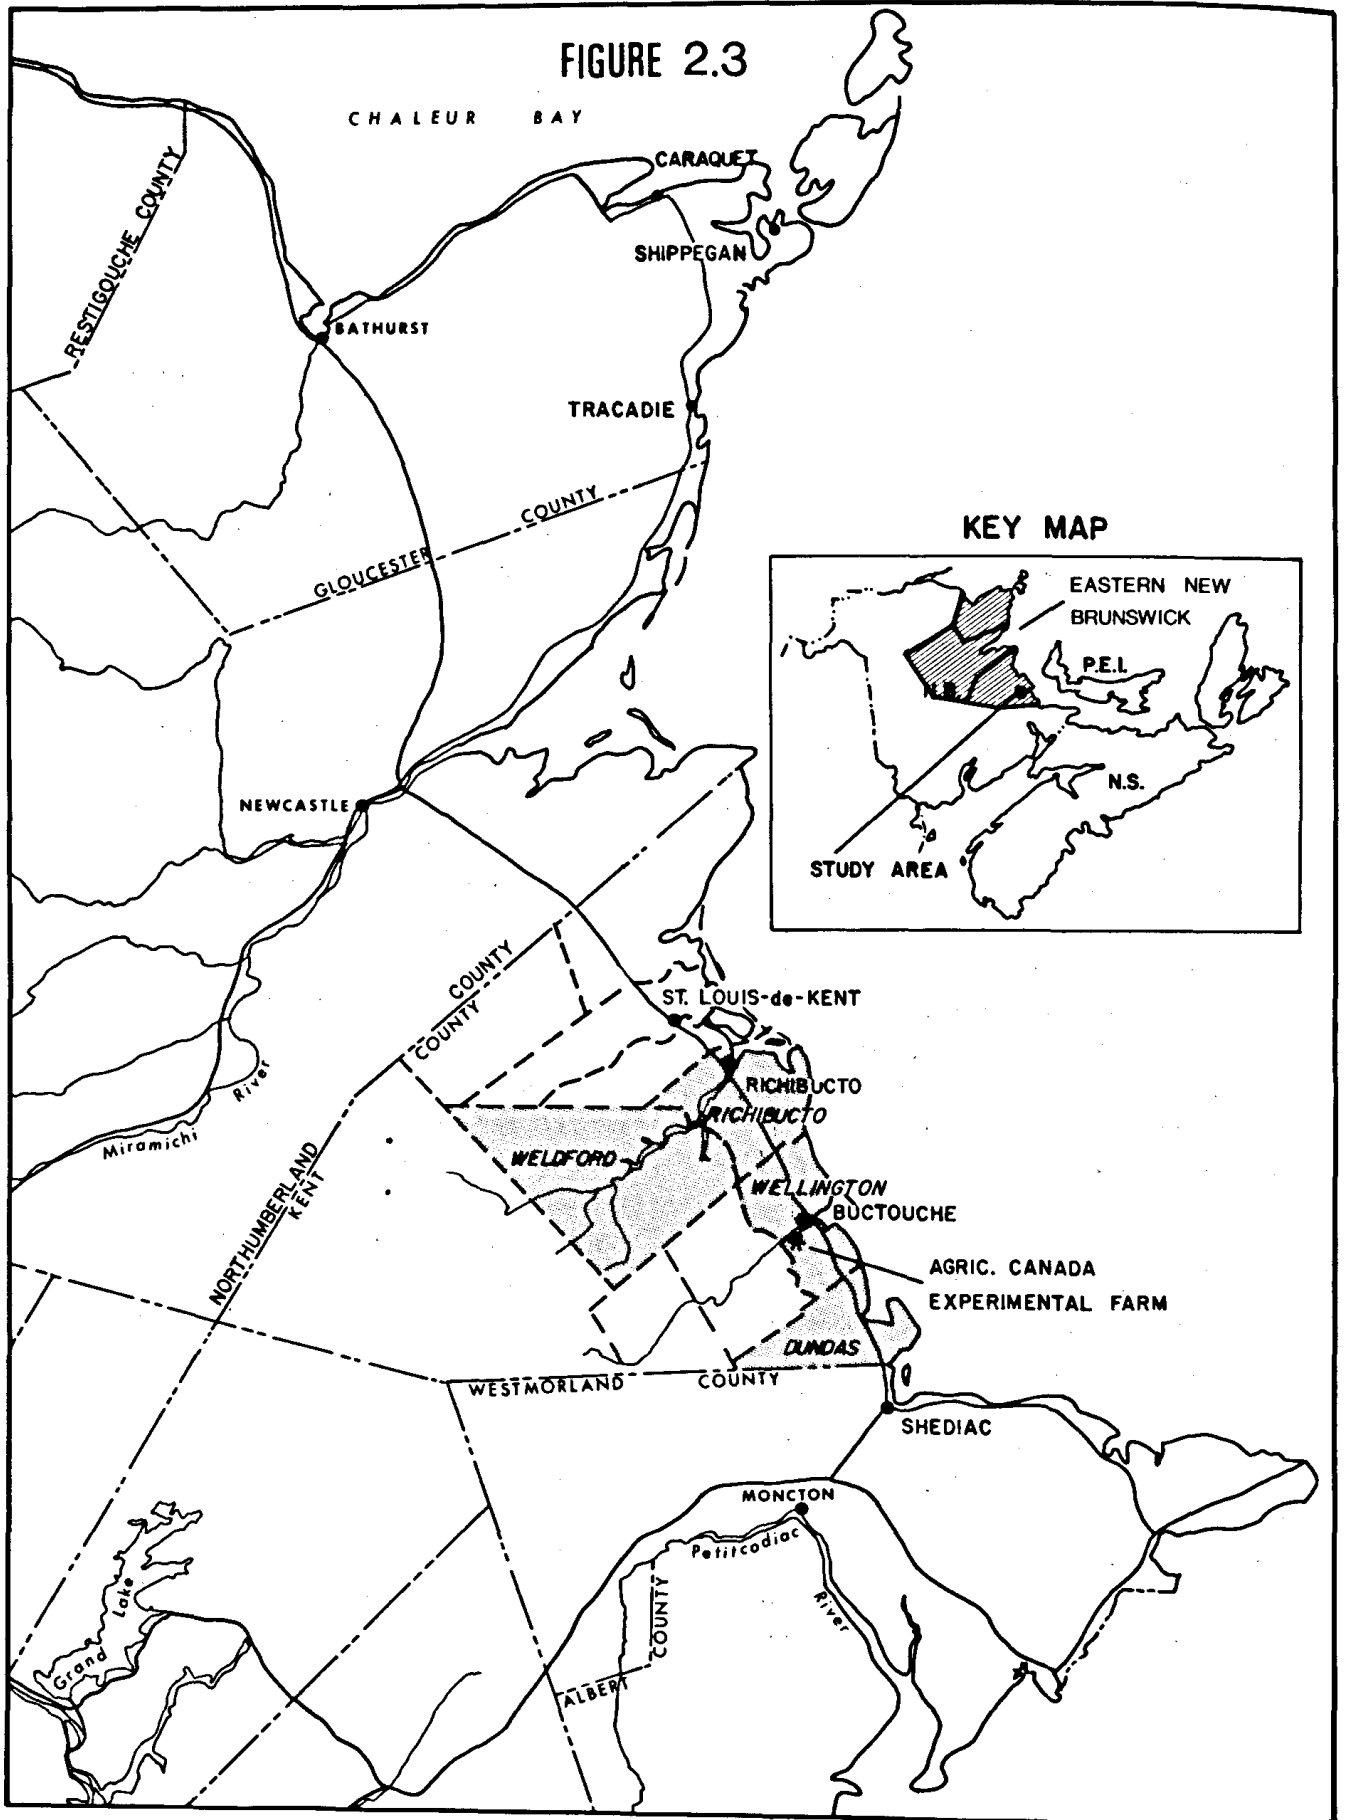 FIGURE 2.3
CHALEUR BAY
CARAQUET
RESTIGOUCHE COUNTY
SHIPPEGAN
BATHURST
TRACADIE
GLOUCESTER COUNTY
KEY MAP
EASTERN NEW
BRUNSWICK
P.E.I.
N.B.
N.S.
STUDY AREA
NEWCASTLE
COUNTY
COUNTY
ST. LOUIS-de-KENT
RICHIBUCTO
RICHIBUCTO
Miramichi River
WELDFORD
NORTHUMBERLAND
KENT
WELLINGTON
BUCTOUCHE
AGRIC. CANADA
EXPERIMENTAL FARM
DUNDAS
WESTMORLAND COUNTY
SHEDIAC
MONCTON
Petitcodiac River
Grand Lake
ALBERT COUNTY